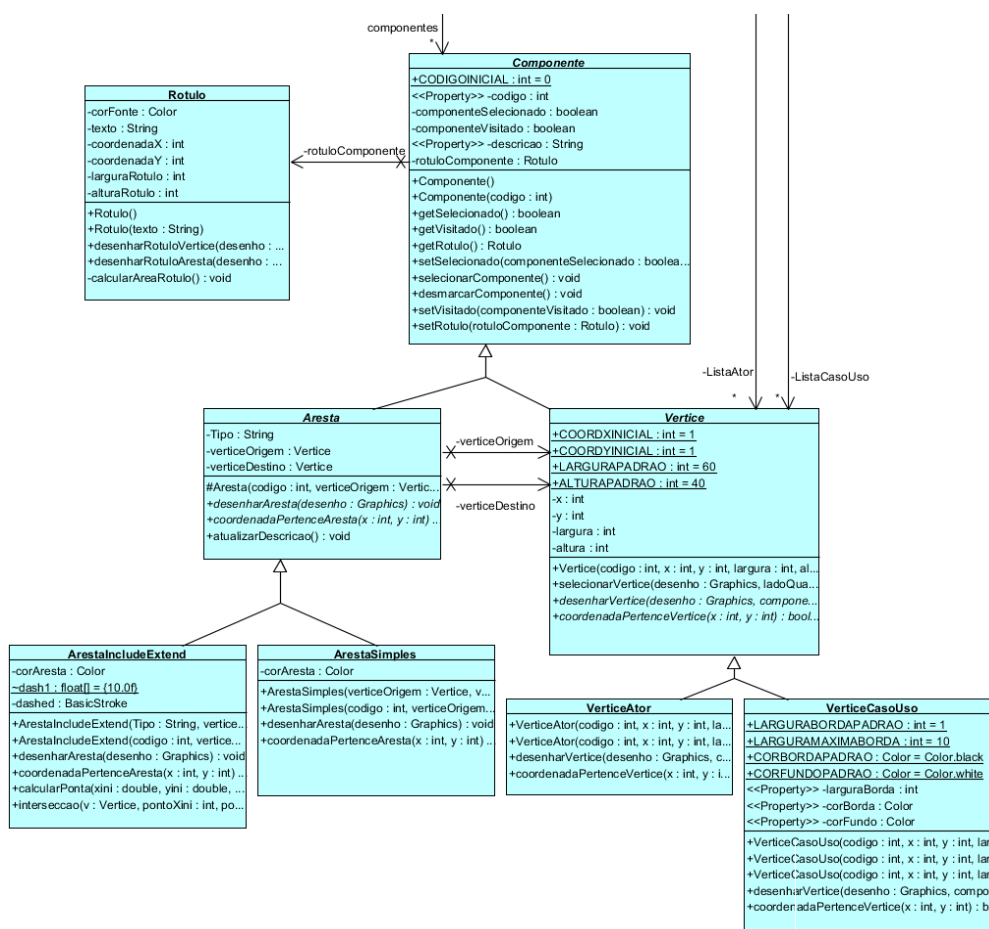 componentes
*
Componente
+CODIGOINICIAL : int = 0
<<Property>> -codigo : int
-componenteSelecionado : boolean
-componenteVisitado : boolean
<<Property>> -descricao : String
-rotuloComponente : Rotulo
+Componente()
+Componente(codigo : int)
+getSelecionado() : boolean
+getVisitado() : boolean
+getRotulo() : Rotulo
+setSelecionado(componenteSelecionado : boolea...
+selecionarComponente() : void
+desmarcarComponente() : void
+setVisitado(componenteVisitado : boolean) : void
+setRotulo(rotuloComponente : Rotulo) : void
Rotulo
-corFonte : Color
-texto : String
-coordenadaX : int
-coordenadaY : int
-larguraRotulo : int
-alturaRotulo : int
+Rotulo()
+Rotulo(texto : String)
+desenharRotuloVertice(desenho : ...
+desenharRotuloAresta(desenho : ...
-calcularAreaRotulo() : void
-rotuloComponente
-ListaAtor
*
-ListaCasoUso
*
Aresta
-Tipo : String
-verticeOrigem : Vertice
-verticeDestino : Vertice
#Aresta(codigo : int, verticeOrigem : Vertic...
+desenharAresta(desenho : Graphics) : void
+coordenadaPertenceAresta(x : int, y : int) ...
+atualizarDescricao() : void
-verticeOrigem
-verticeDestino
Vertice
+COORDXINICIAL : int = 1
+COORDYINICIAL : int = 1
+LARGURAPADRAO : int = 60
+ALTURAPADRAO : int = 40
-x : int
-y : int
-largura : int
-altura : int
+Vertice(codigo : int, x : int, y : int, largura : int, al...
+selecionarVertice(desenho : Graphics, ladoQua...
+desenharVertice(desenho : Graphics, compone...
+coordenadaPertenceVertice(x : int, y : int) : bool...
ArestaIncludeExtend
-corAresta : Color
~dash1 : float[] = {10.0f}
-dashed : BasicStroke
+ArestaIncludeExtend(Tipo : String, vertice...
+ArestaIncludeExtend(codigo : int, vertice...
+desenharAresta(desenho : Graphics) : void
+coordenadaPertenceAresta(x : int, y : int) ...
+calcularPonta(xini : double, yini : double, ...
+interseccao(v : Vertice, pontoXini : int, po...
ArestaSimples
-corAresta : Color
+ArestaSimples(verticeOrigem : Vertice, v...
+ArestaSimples(codigo : int, verticeOrigem...
+desenharAresta(desenho : Graphics) : void
+coordenadaPertenceAresta(x : int, y : int) ...
VerticeAtor
+VerticeAtor(codigo : int, x : int, y : int, la...
+VerticeAtor(codigo : int, x : int, y : int, la...
+desenharVertice(desenho : Graphics, c...
+coordenadaPertenceVertice(x : int, y : i...
VerticeCasoUso
+LARGURABORDAPADRAO : int = 1
+LARGURAMAXIMABORDA : int = 10
+CORBORDAPADRAO : Color = Color.black
+CORFUNDOPADRAO : Color = Color.white
<<Property>> -larguraBorda : int
<<Property>> -corBorda : Color
<<Property>> -corFundo : Color
+VerticeCasoUso(codigo : int, x : int, y : int, lar
+VerticeCasoUso(codigo : int, x : int, y : int, lar
+VerticeCasoUso(codigo : int, x : int, y : int, lar
+desenharVertice(desenho : Graphics, compo
+coordenadaPertenceVertice(x : int, y : int) : b